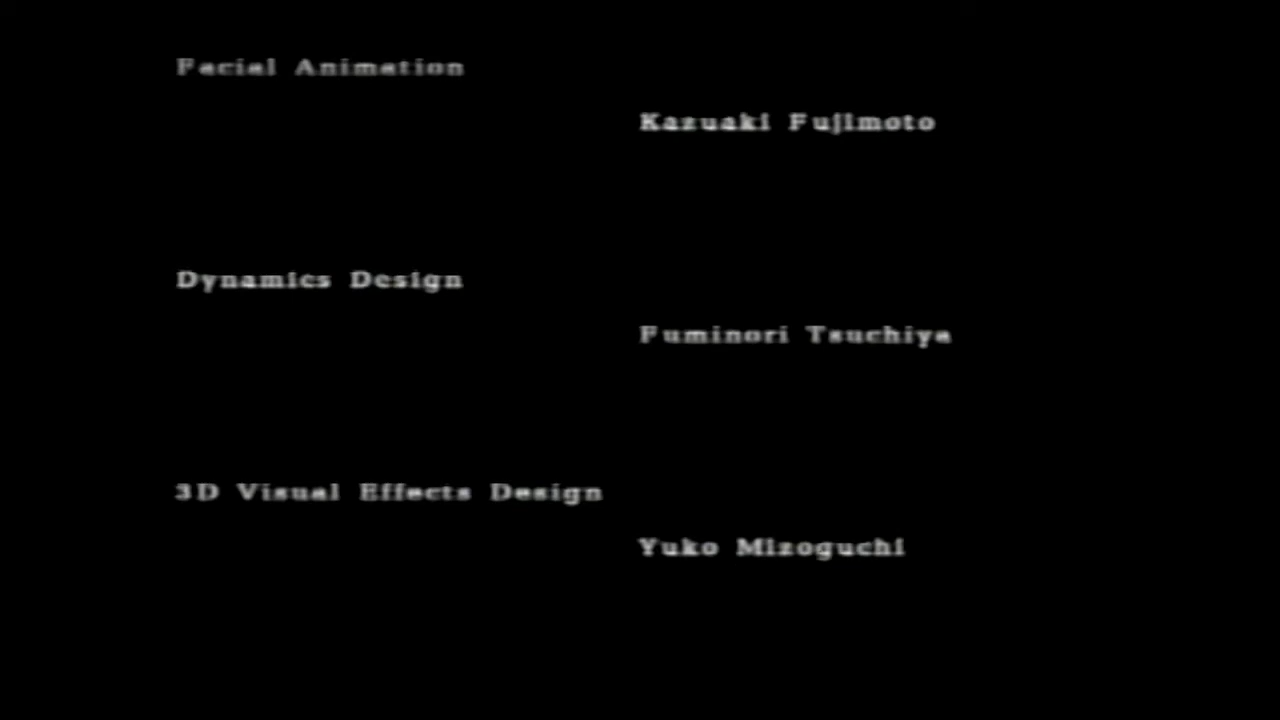 Facial Animation
Kazuaki Fujimoto
Dynamics Design
Fuminori Tsuchiya
3D Visual Effects Design
Yuko Mizoguchi